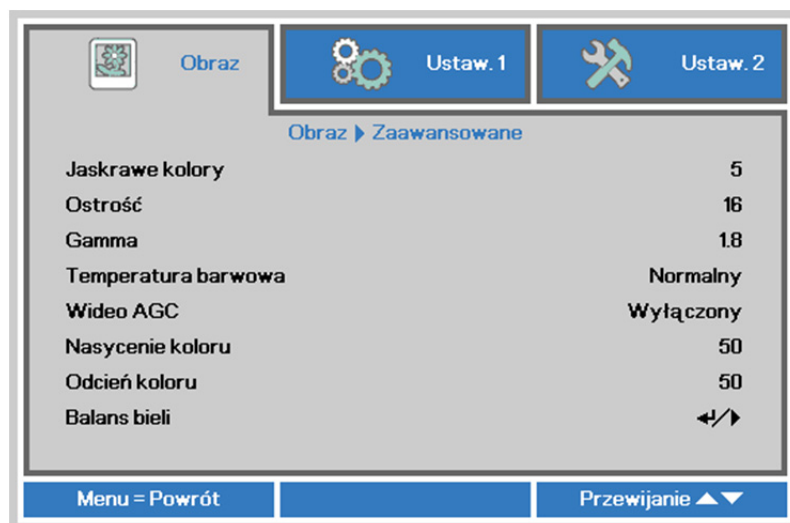 Obraz
Ustaw. 1
Ustaw. 2
Obraz ▶ Zaawansowane
Jaskrawe kolory 5
Ostrość 16
Gamma 1.8
Temperatura barwowa Normalny
Wideo AGC Wyłączony
Nasycenie koloru 50
Odcień koloru 50
Balans bieli ↵/▶
Menu = Powrót
Przewijanie ▲▼